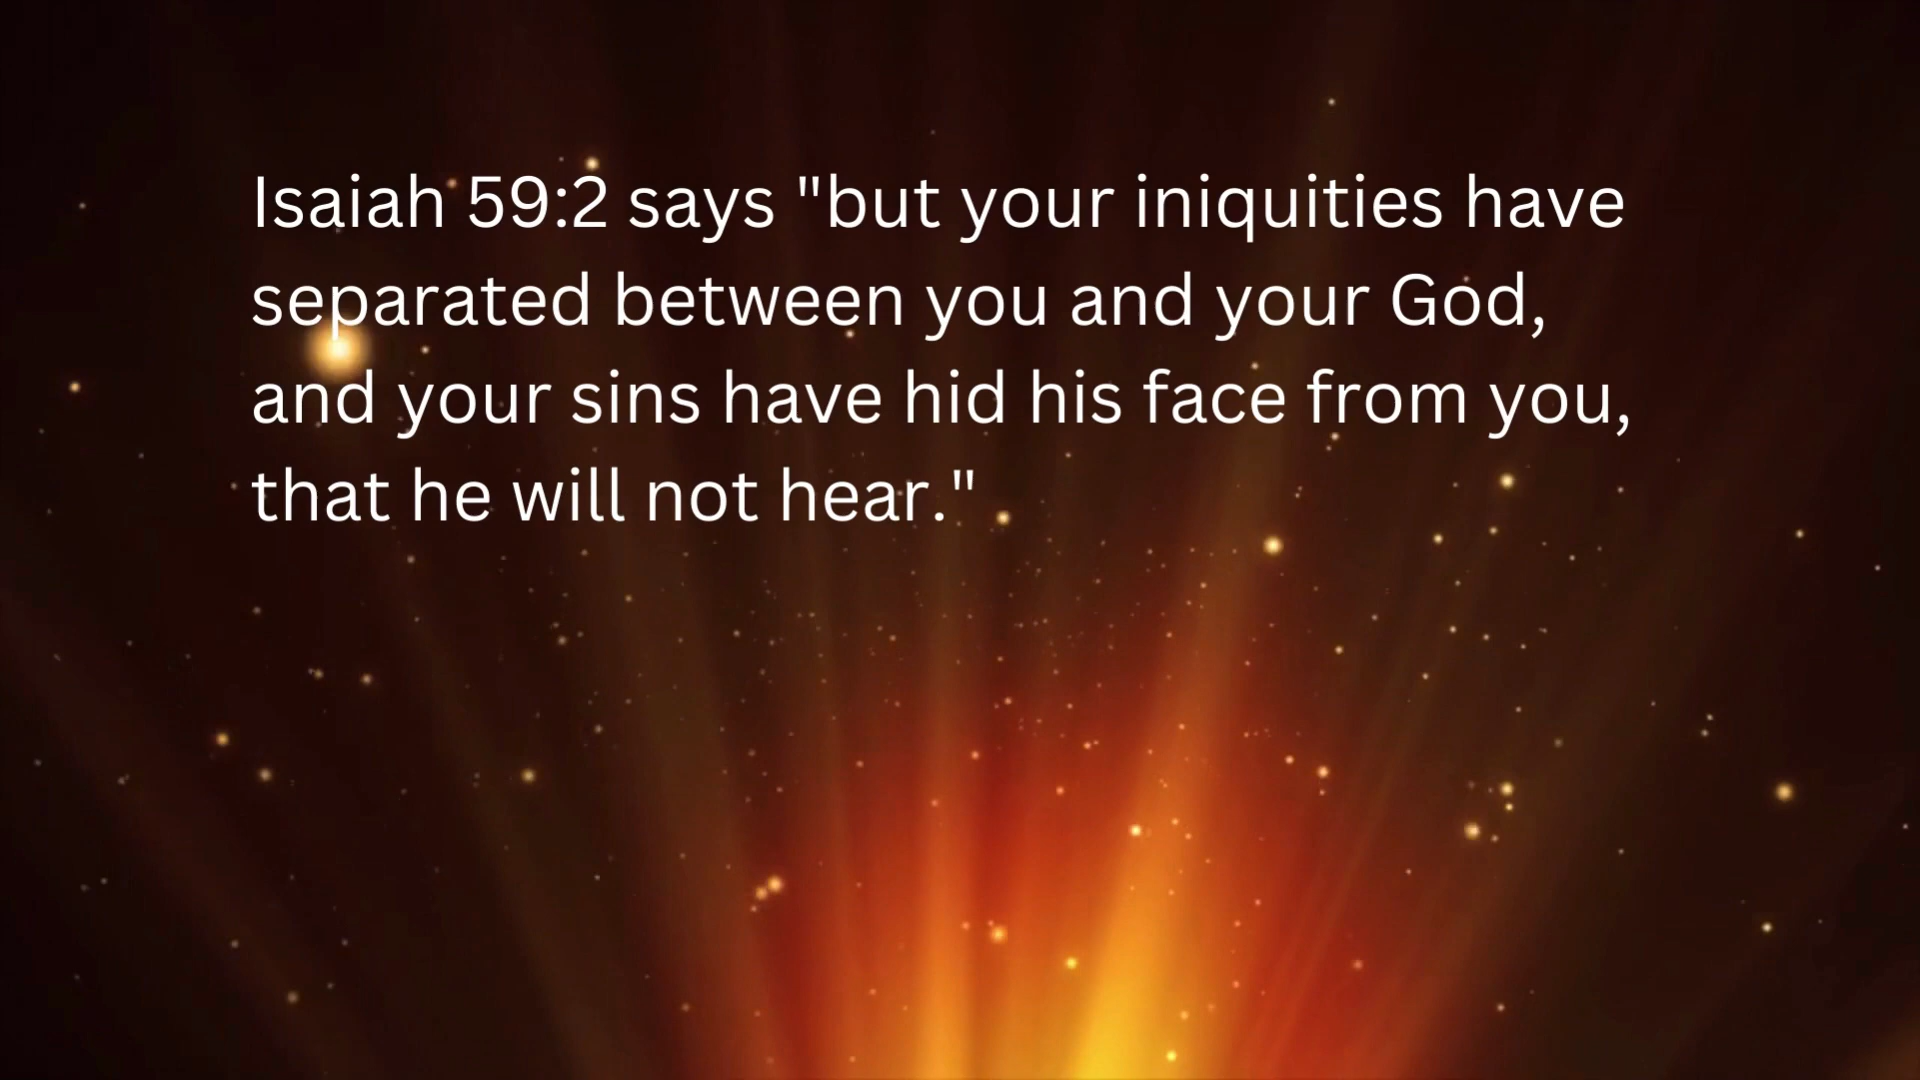 Isaiah 59:2 says "but your iniquities have
separated between you and your God,
and your sins have hid his face from you,
that he will not hear."